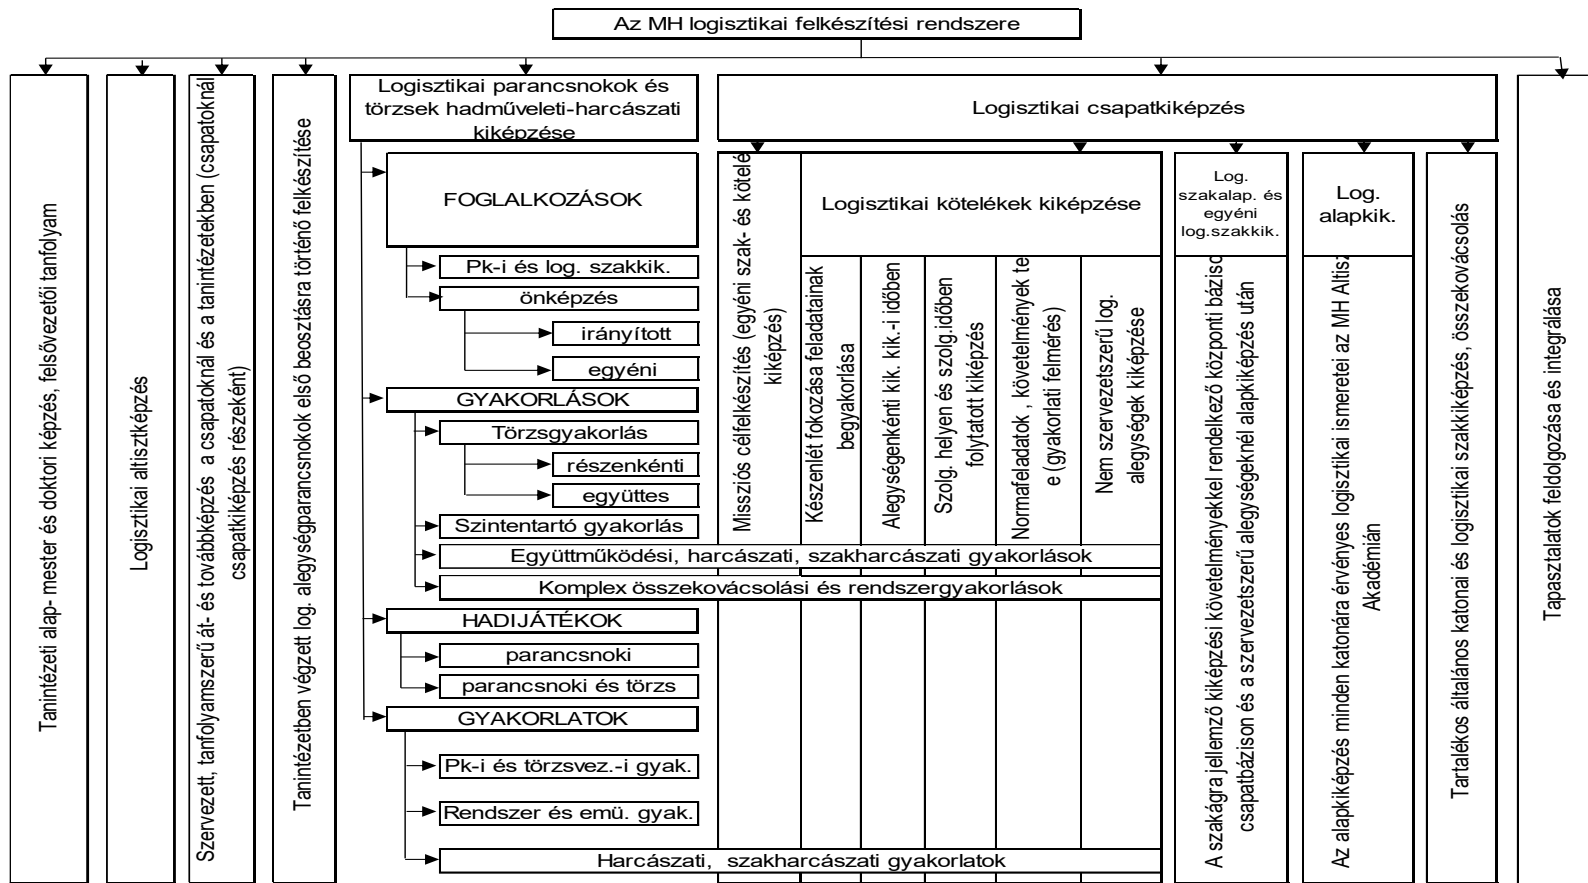 Az MH logisztikai felkészítési rendszere
Tanintézeti alap- mester és doktori képzés, felsővezetői tanfolyam
Logisztikai altisztképzés
Szervezett, tanfolyamszerű át- és továbbképzés a csapatoknál és a tanintézetekben (csapatoknál
csapatkiképzés részeként)
Tanintézetben végzett log. alegységparancsnokok első beosztásra történő felkészítése
Logisztikai parancsnokok és
törzsek hadműveleti-harcászati
kiképzése
FOGLALKOZÁSOK
Pk-i és log. szakkik.
önképzés
irányított
egyéni
GYAKORLÁSOK
Törzsgyakorlás
részenkénti
együttes
Szintentartó gyakorlás
Együttműködési, harcászati, szakharcászati gyakorlások
Komplex összekovácsolási és rendszergyakorlások
HADIJÁTÉKOK
parancsnoki
parancsnoki és törzs
GYAKORLATOK
Pk-i és törzsvez.-i gyak.
Rendszer és emü. gyak.
Harcászati, szakharcászati gyakorlatok
Logisztikai csapatkiképzés
Missziós célfelkészítés (egyéni szak- és kötelé
kiképzés)
Logisztikai kötelékek kiképzése
Készenlét fokozása feladatainak
begyakorlása
Alegységenkénti kik. kik.-i időben
Szolg. helyen és szolg.időben
folytatott kiképzés
Normafeladatok , követelmények te
e (gyakorlati felmérés)
Nem szervezetszerű log.
alegységek kiképzése
Log.
szakalap. és
egyéni
log.szakkik.
A szakágra jellemző kiképzési követelményekkel rendelkező központi báziso
csapatbázison és a szervezetszerű alegységeknél alapkiképzés után
Log.
alapkik.
Az alapkiképzés minden katonára érvényes logisztikai ismeretei az MH Altisz
Akadémián
Tartalékos általános katonai és logisztikai szakkiképzés, összekovácsolás
Tapasztalatok feldolgozása és integrálása